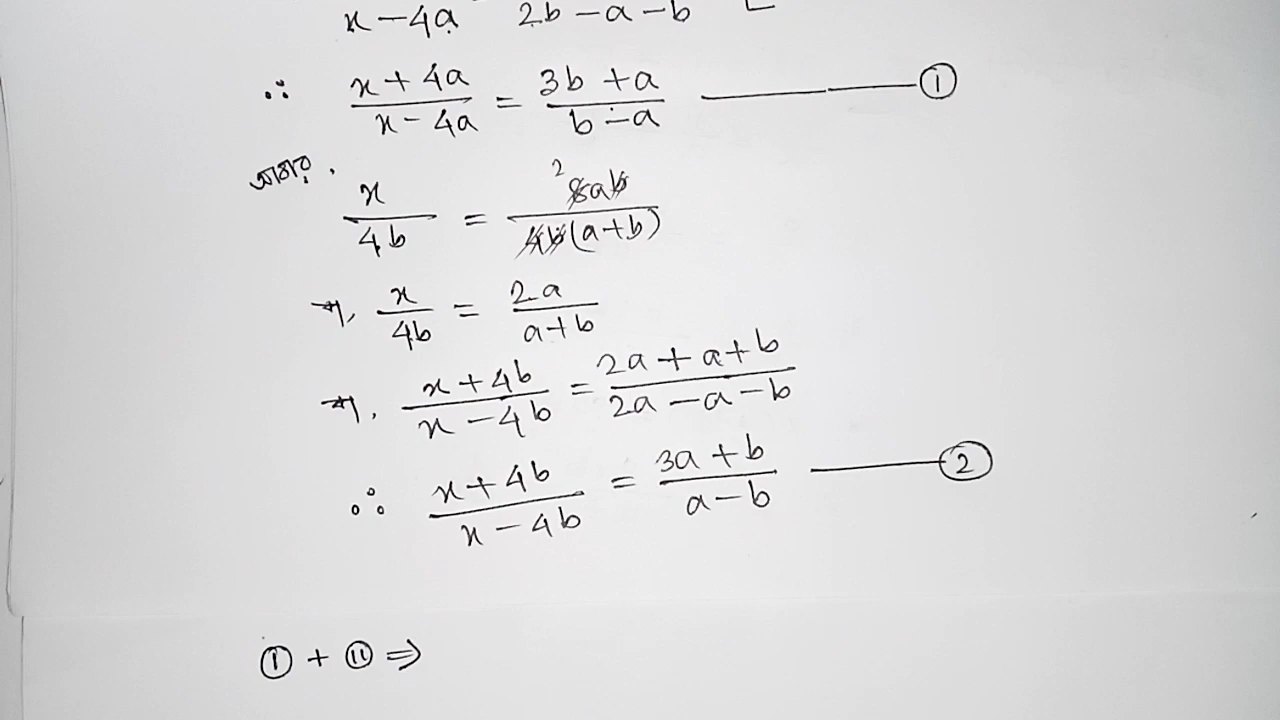 x - 4a 2b - a - b
∴ (x + 4a)/(x - 4a) = (3b + a)/(b - a) ——— ①
আবার,
x/4b = 2 8ab/4b(a+b)
বা, x/4b = 2a/(a+b)
বা, (x + 4b)/(x - 4b) = (2a + a + b)/(2a - a - b)
∴ (x + 4b)/(x - 4b) = (3a + b)/(a - b) ——— ②
① + ⑪ ⇒